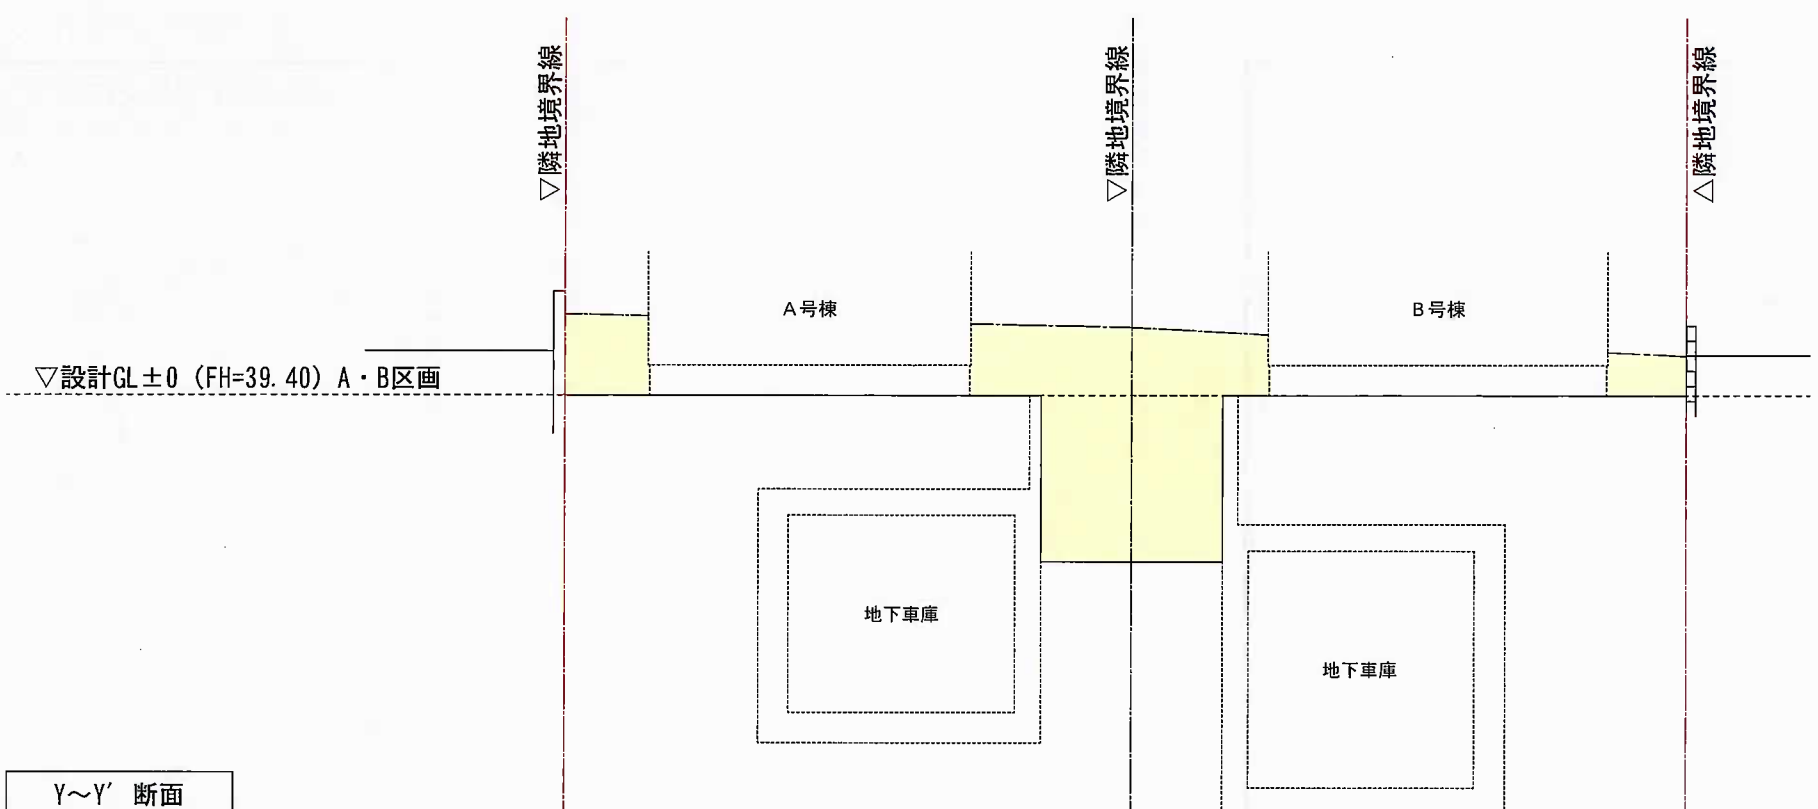 ▽隣地境界線
▽隣地境界線
△隣地境界線
A号棟
B号棟
▽設計GL±0 (FH=39.40) A・B区画
地下車庫
地下車庫
Y～Y′ 断面